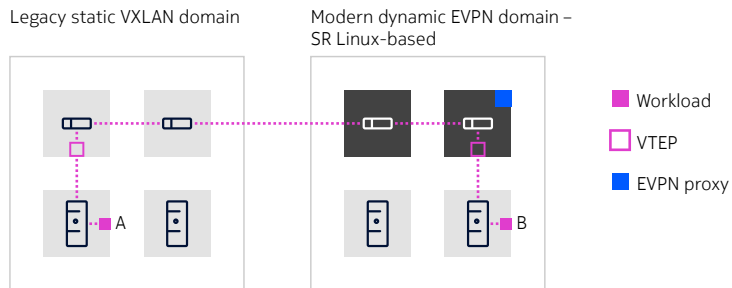 Legacy static VXLAN domain
Modern dynamic EVPN domain –
SR Linux-based
Workload
VTEP
EVPN proxy
A
B